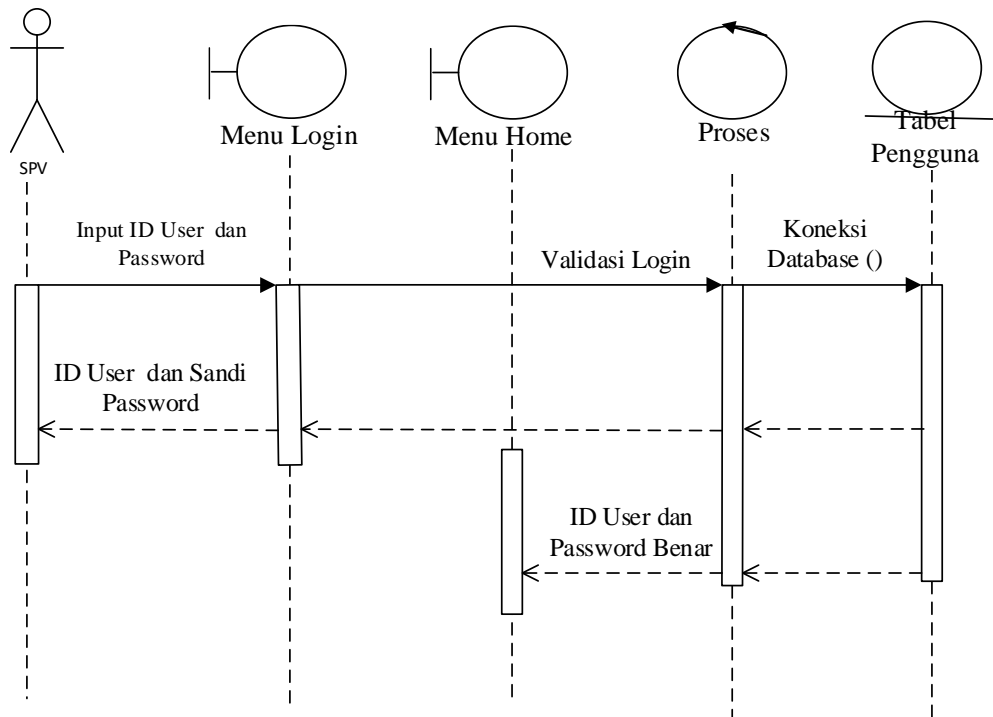 SPV
Menu Login
Menu Home
Proses
Tabel
Pengguna
Input ID User dan
Password
Validasi Login
Koneksi
Database ()
ID User dan Sandi
Password
ID User dan
Password Benar